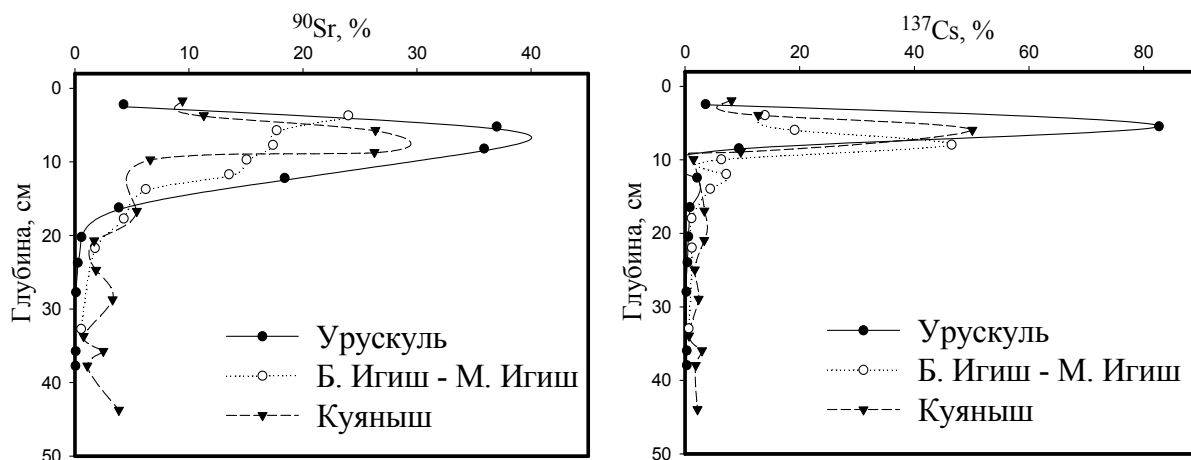 ⁹⁰Sr, %
0 10 20 30 40
0
10
20
30
40
50
Глубина, см
Урускуль
Б. Игиш - М. Игиш
Куяныш
¹³⁷Cs, %
0 20 40 60 80
0
10
20
30
40
50
Глубина, см
Урускуль
Б. Игиш - М. Игиш
Куяныш